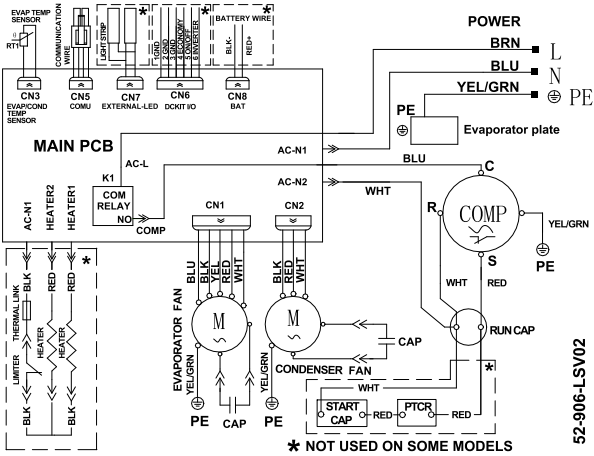 EVAP TEMP
SENSOR
RT1
θ
COMMUNICATION
WIRE
LIGHT STRIP
*
1GND
2 GND
3 GND
4 ECONOMY
5 ON/OFF
6 INVERTER
*
BATTERY WIRE
BLK-
RED+
*
POWER
BRN
L
BLU
N
YEL/GRN
PE
CN3
EVAP/COND
TEMP
SENSOR
CN5
COMU
CN7
EXTERNAL-LED
CN6
DCKIT I/O
CN8
BAT
PE
Evaporator plate
MAIN PCB
AC-L
K1
COM
RELAY
NO
COMP
AC-N1
AC-N2
BLU
WHT
C
R
COMP
S
YEL/GRN
PE
AC-N1
HEATER2
HEATER1
CN1
CN2
BLU
BLK
YEL
RED
WHT
BLK
RED
WHT
WHT
RED
BLK
RED
RED
*
THERMAL LINK
LIMITER
HEATER
HEATER
BLK
RED
RED
EVAPORATOR FAN
M
YEL/GRN
PE
CAP
M
YEL/GRN
PE
CONDENSER FAN
CAP
RUN CAP
*
WHT
START
CAP
RED
PTCR
RED
52-906-LSV02
* NOT USED ON SOME MODELS